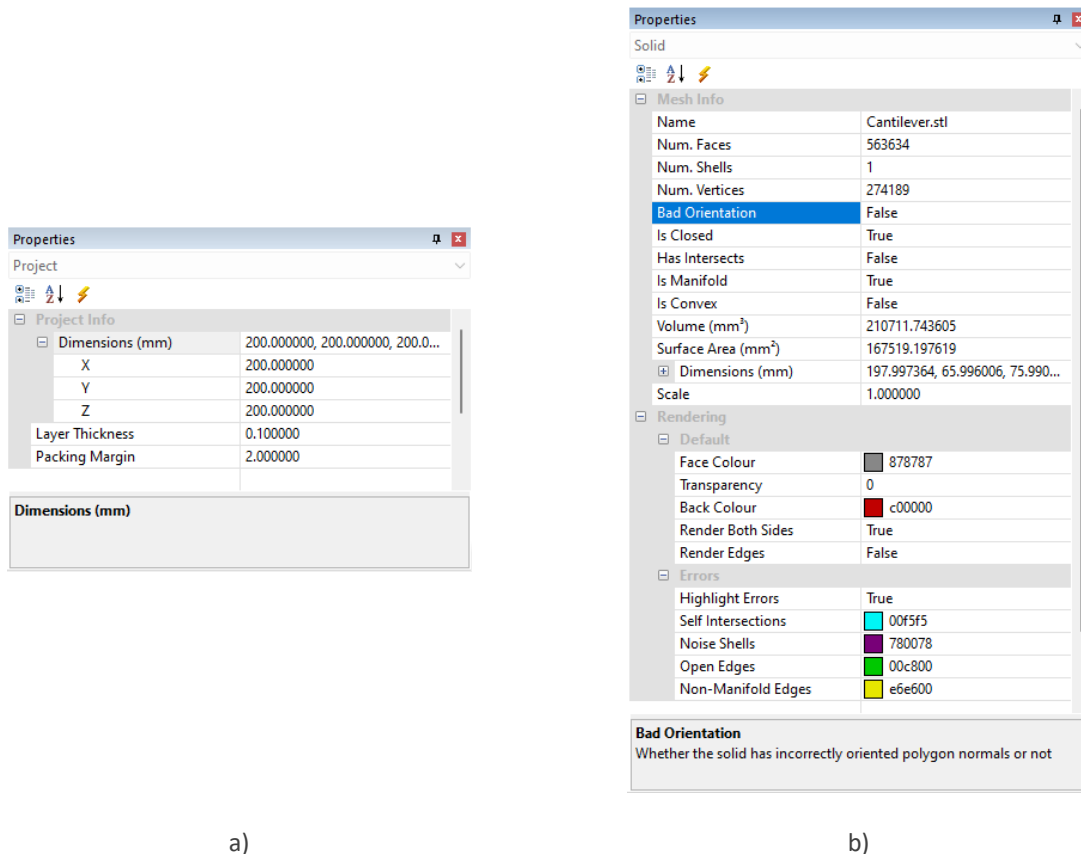 Properties
Project
Project Info
Dimensions (mm) 200.000000, 200.000000, 200.0...
X 200.000000
Y 200.000000
Z 200.000000
Layer Thickness 0.100000
Packing Margin 2.000000
Dimensions (mm)
a)
Properties
Solid
Mesh Info
Name Cantilever.stl
Num. Faces 563634
Num. Shells 1
Num. Vertices 274189
Bad Orientation False
Is Closed True
Has Intersects False
Is Manifold True
Is Convex False
Volume (mm³) 210711.743605
Surface Area (mm²) 167519.197619
Dimensions (mm) 197.997364, 65.996006, 75.990...
Scale 1.000000
Rendering
Default
Face Colour 878787
Transparency 0
Back Colour c00000
Render Both Sides True
Render Edges False
Errors
Highlight Errors True
Self Intersections 00f5f5
Noise Shells 780078
Open Edges 00c800
Non-Manifold Edges e6e600
Bad Orientation
Whether the solid has incorrectly oriented polygon normals or not
b)